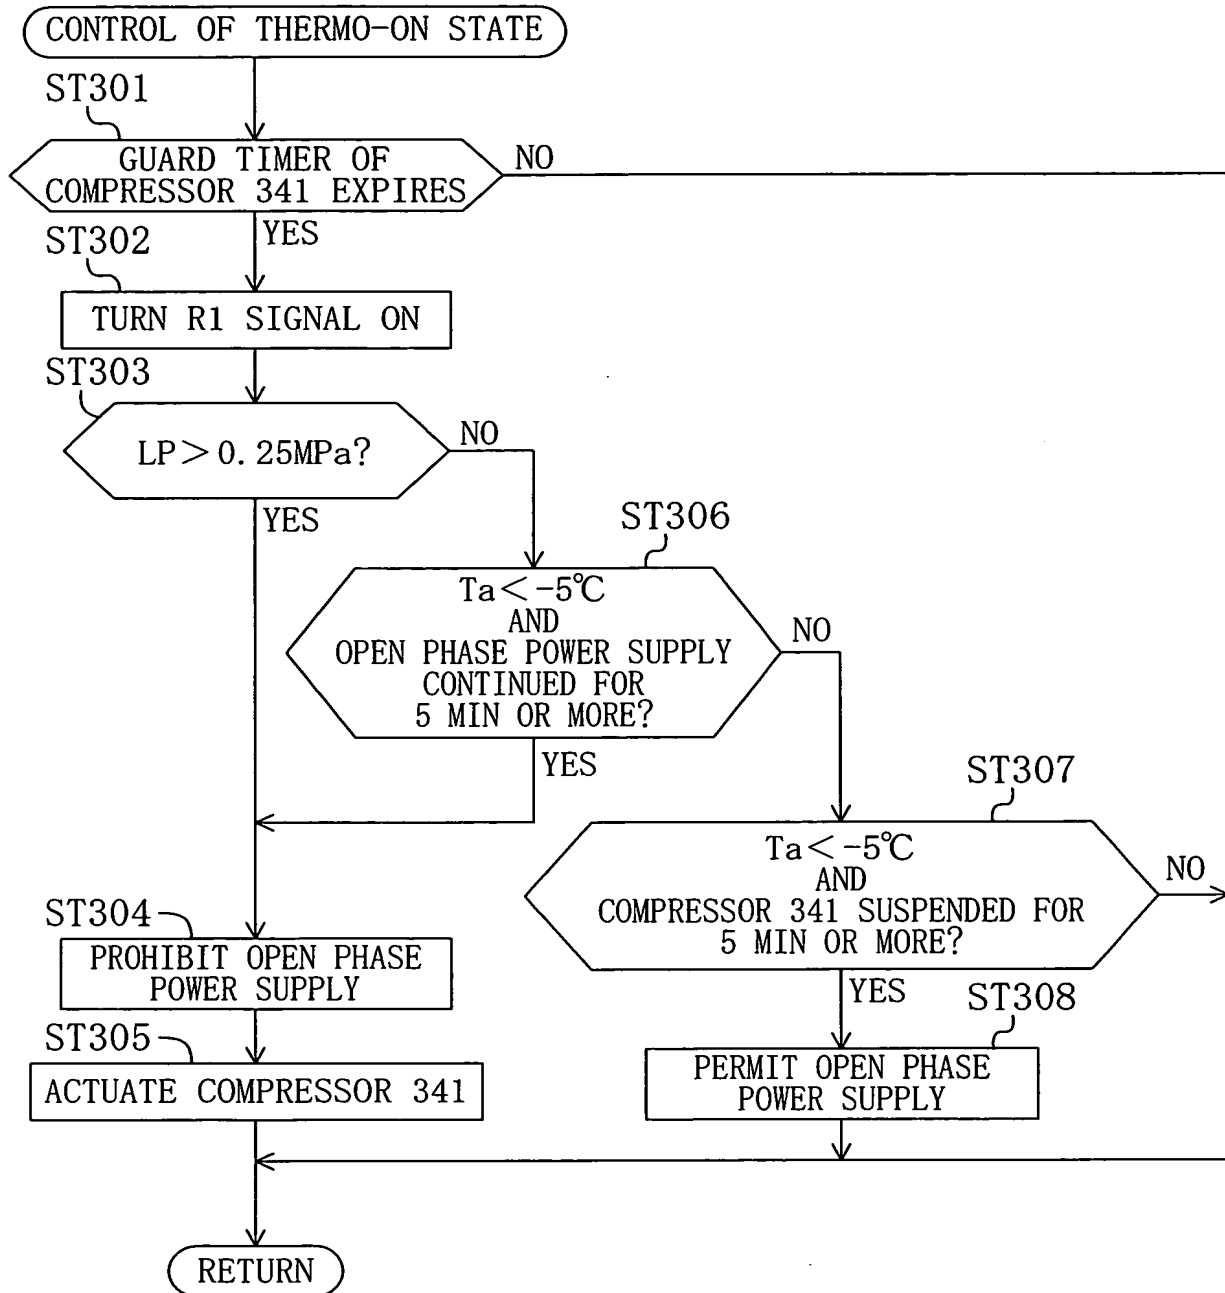 CONTROL OF THERMO-ON STATE
ST301
GUARD TIMER OF
COMPRESSOR 341 EXPIRES
NO
YES
ST302
TURN R1 SIGNAL ON
ST303
LP>0.25MPa?
NO
YES
ST306
Ta<-5℃
AND
OPEN PHASE POWER SUPPLY
CONTINUED FOR
5 MIN OR MORE?
NO
YES
ST307
Ta<-5℃
AND
COMPRESSOR 341 SUSPENDED FOR
5 MIN OR MORE?
NO
YES
ST304
PROHIBIT OPEN PHASE
POWER SUPPLY
ST305
ACTUATE COMPRESSOR 341
ST308
PERMIT OPEN PHASE
POWER SUPPLY
RETURN